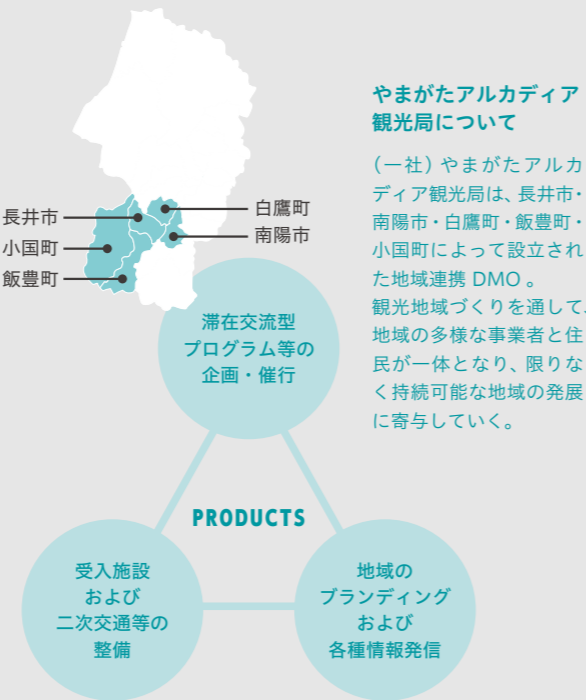 長井市
小国町
飯豊町
白鷹町
南陽市
やまがたアルカディア
観光局について
（一社）やまがたアルカ
ディア観光局は、長井市・
南陽市・白鷹町・飯豊町・
小国町によって設立され
た地域連携 DMO 。
観光地域づくりを通して、
地域の多様な事業者と住
民が一体となり、限りな
く持続可能な地域の発展
に寄与していく。
滞在交流型
プログラム等の
企画・催行
PRODUCTS
受入施設
および
二次交通等の
整備
地域の
ブランディング
および
各種情報発信